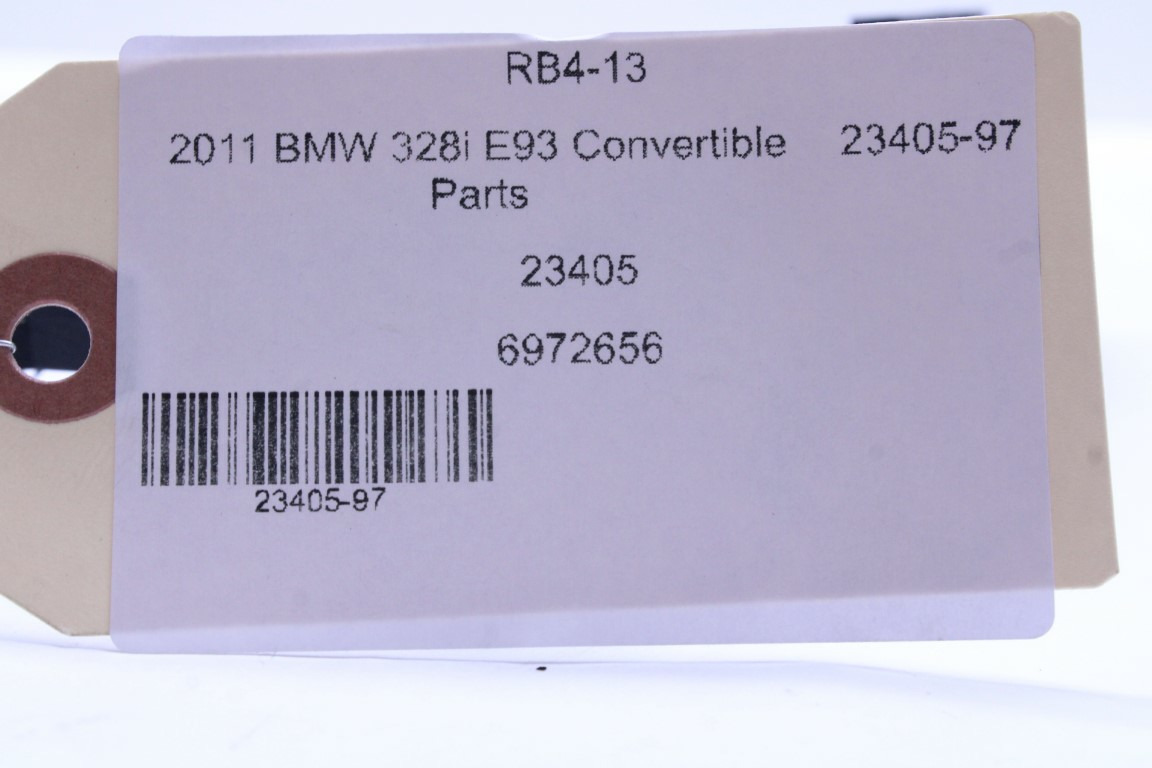 RB4-13
2011 BMW 328i E93 Convertible 23405-97
Parts
23405
6972656
23405-97